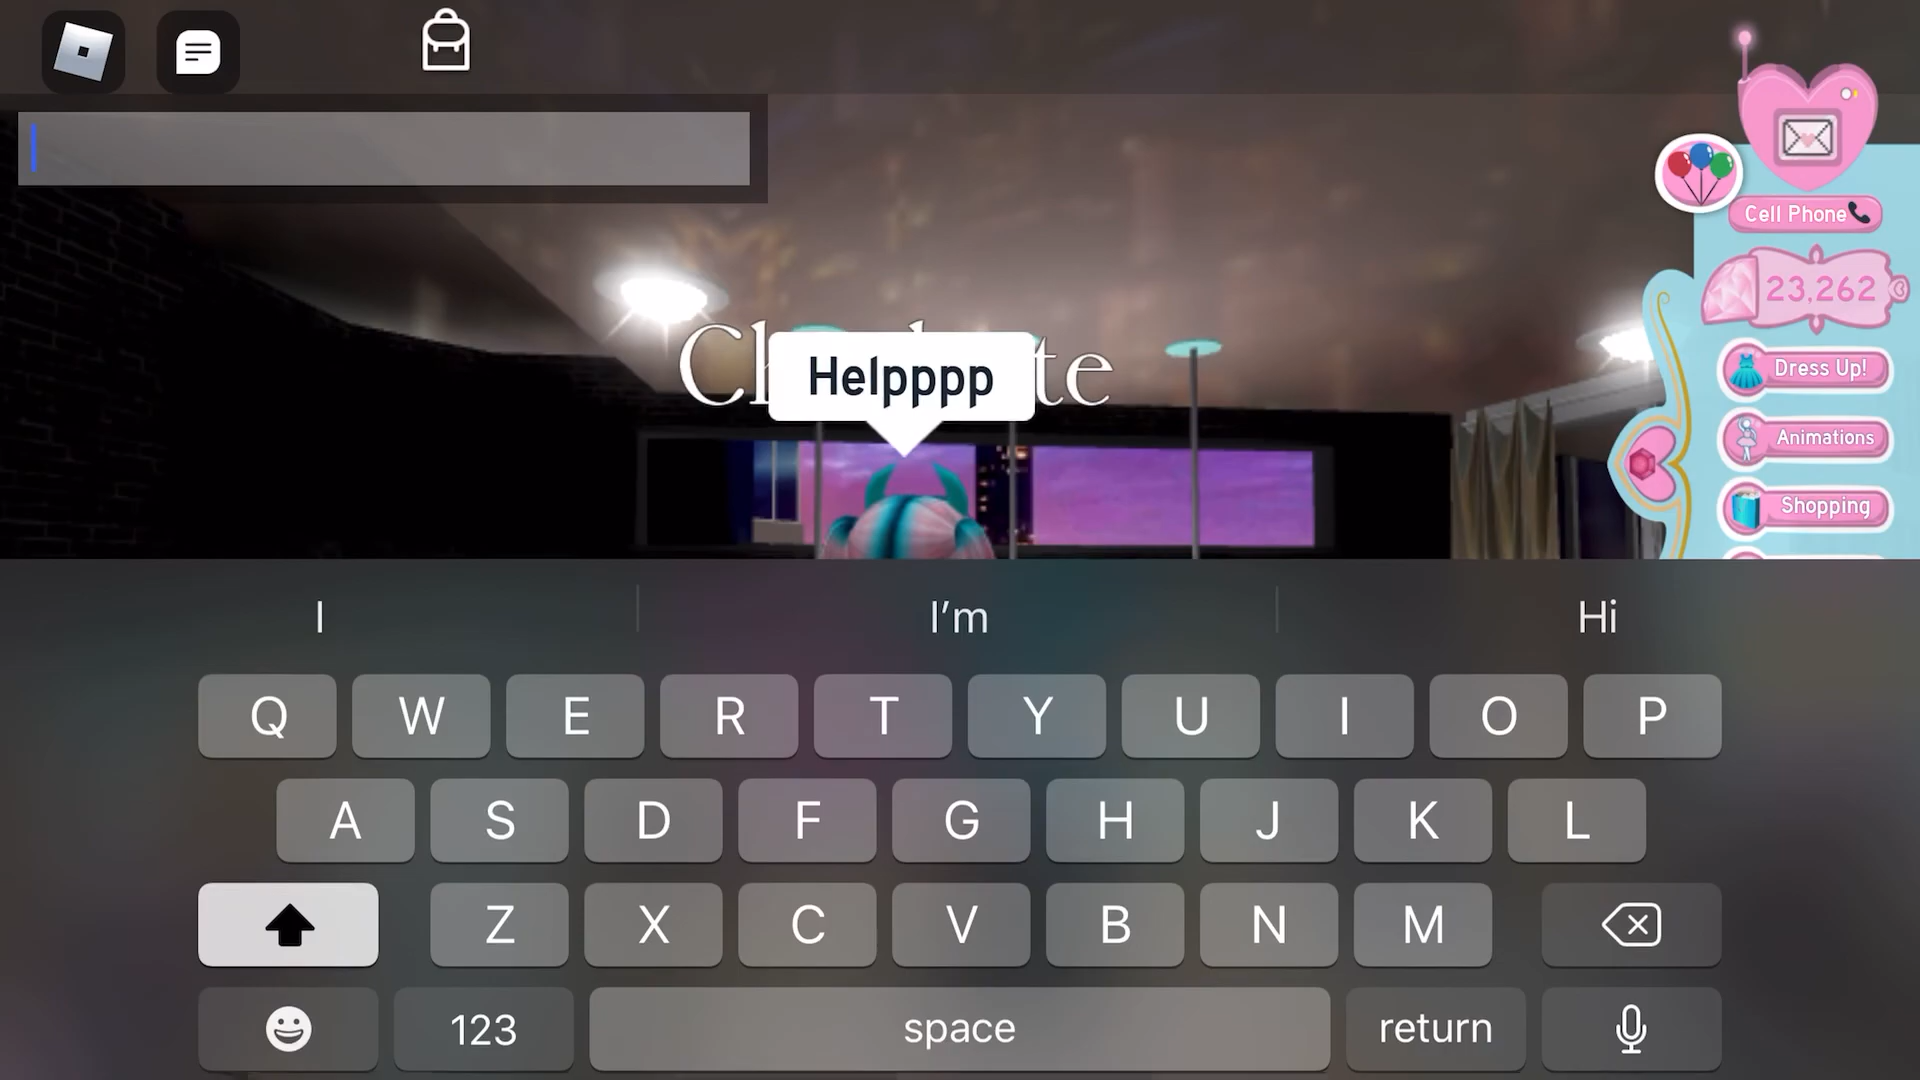 Cell Phone
23,262
Helpppp
Dress Up!
Animations
Shopping
I
I’m
Hi
Q W E R T Y U I O P
A S D F G H J K L
Z X C V B N M
123
space
return